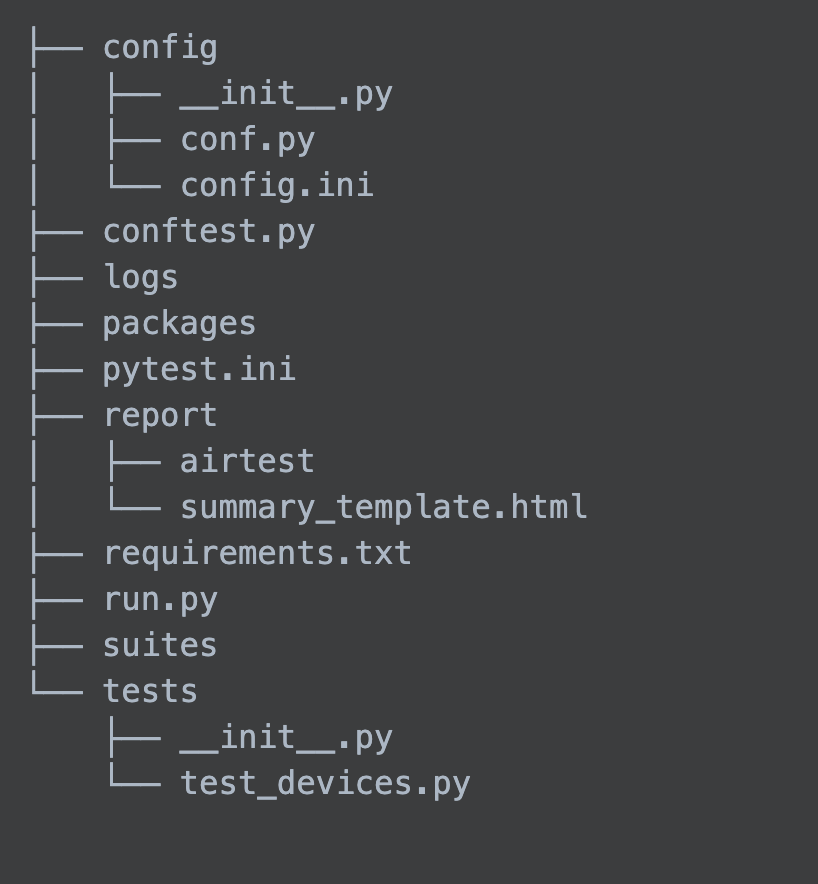 ├── config
│   ├── __init__.py
│   ├── conf.py
│   └── config.ini
├── conftest.py
├── logs
├── packages
├── pytest.ini
├── report
│   ├── airtest
│   └── summary_template.html
├── requirements.txt
├── run.py
├── suites
└── tests
    ├── __init__.py
    └── test_devices.py